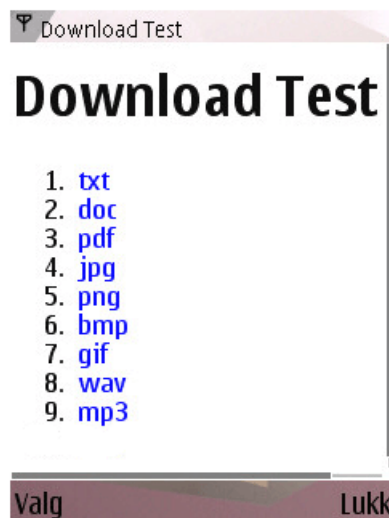 Download Test
Download Test
1. txt
2. doc
3. pdf
4. jpg
5. png
6. bmp
7. gif
8. wav
9. mp3
Valg Lukk